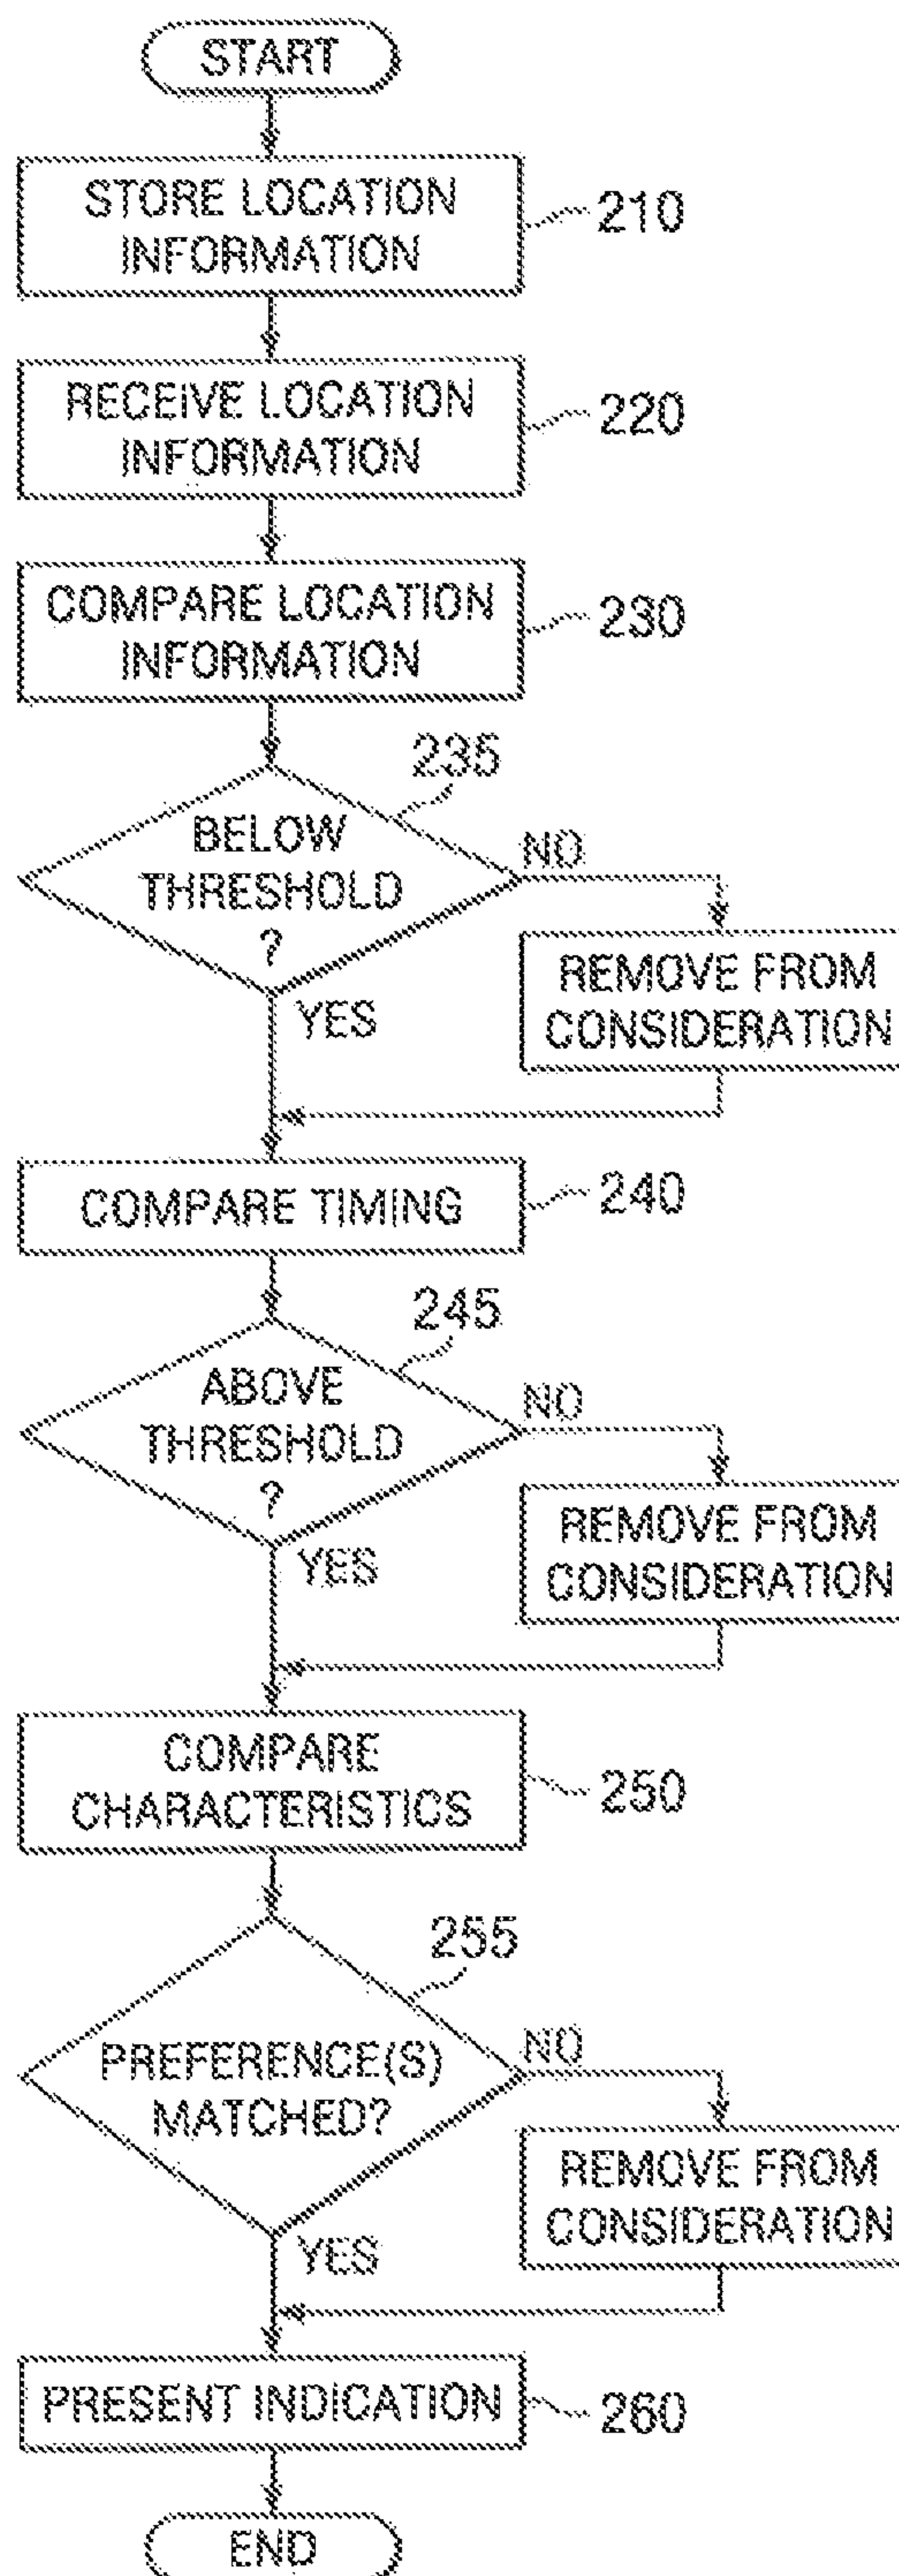 START
STORE LOCATION
INFORMATION
210
RECEIVE LOCATION
INFORMATION
220
COMPARE LOCATION
INFORMATION
230
235
BELOW
THRESHOLD
?
NO
YES
REMOVE FROM
CONSIDERATION
COMPARE TIMING
240
245
ABOVE
THRESHOLD
?
NO
YES
REMOVE FROM
CONSIDERATION
COMPARE
CHARACTERISTICS
250
255
PREFERENCE(S)
MATCHED?
NO
YES
REMOVE FROM
CONSIDERATION
PRESENT INDICATION
260
END